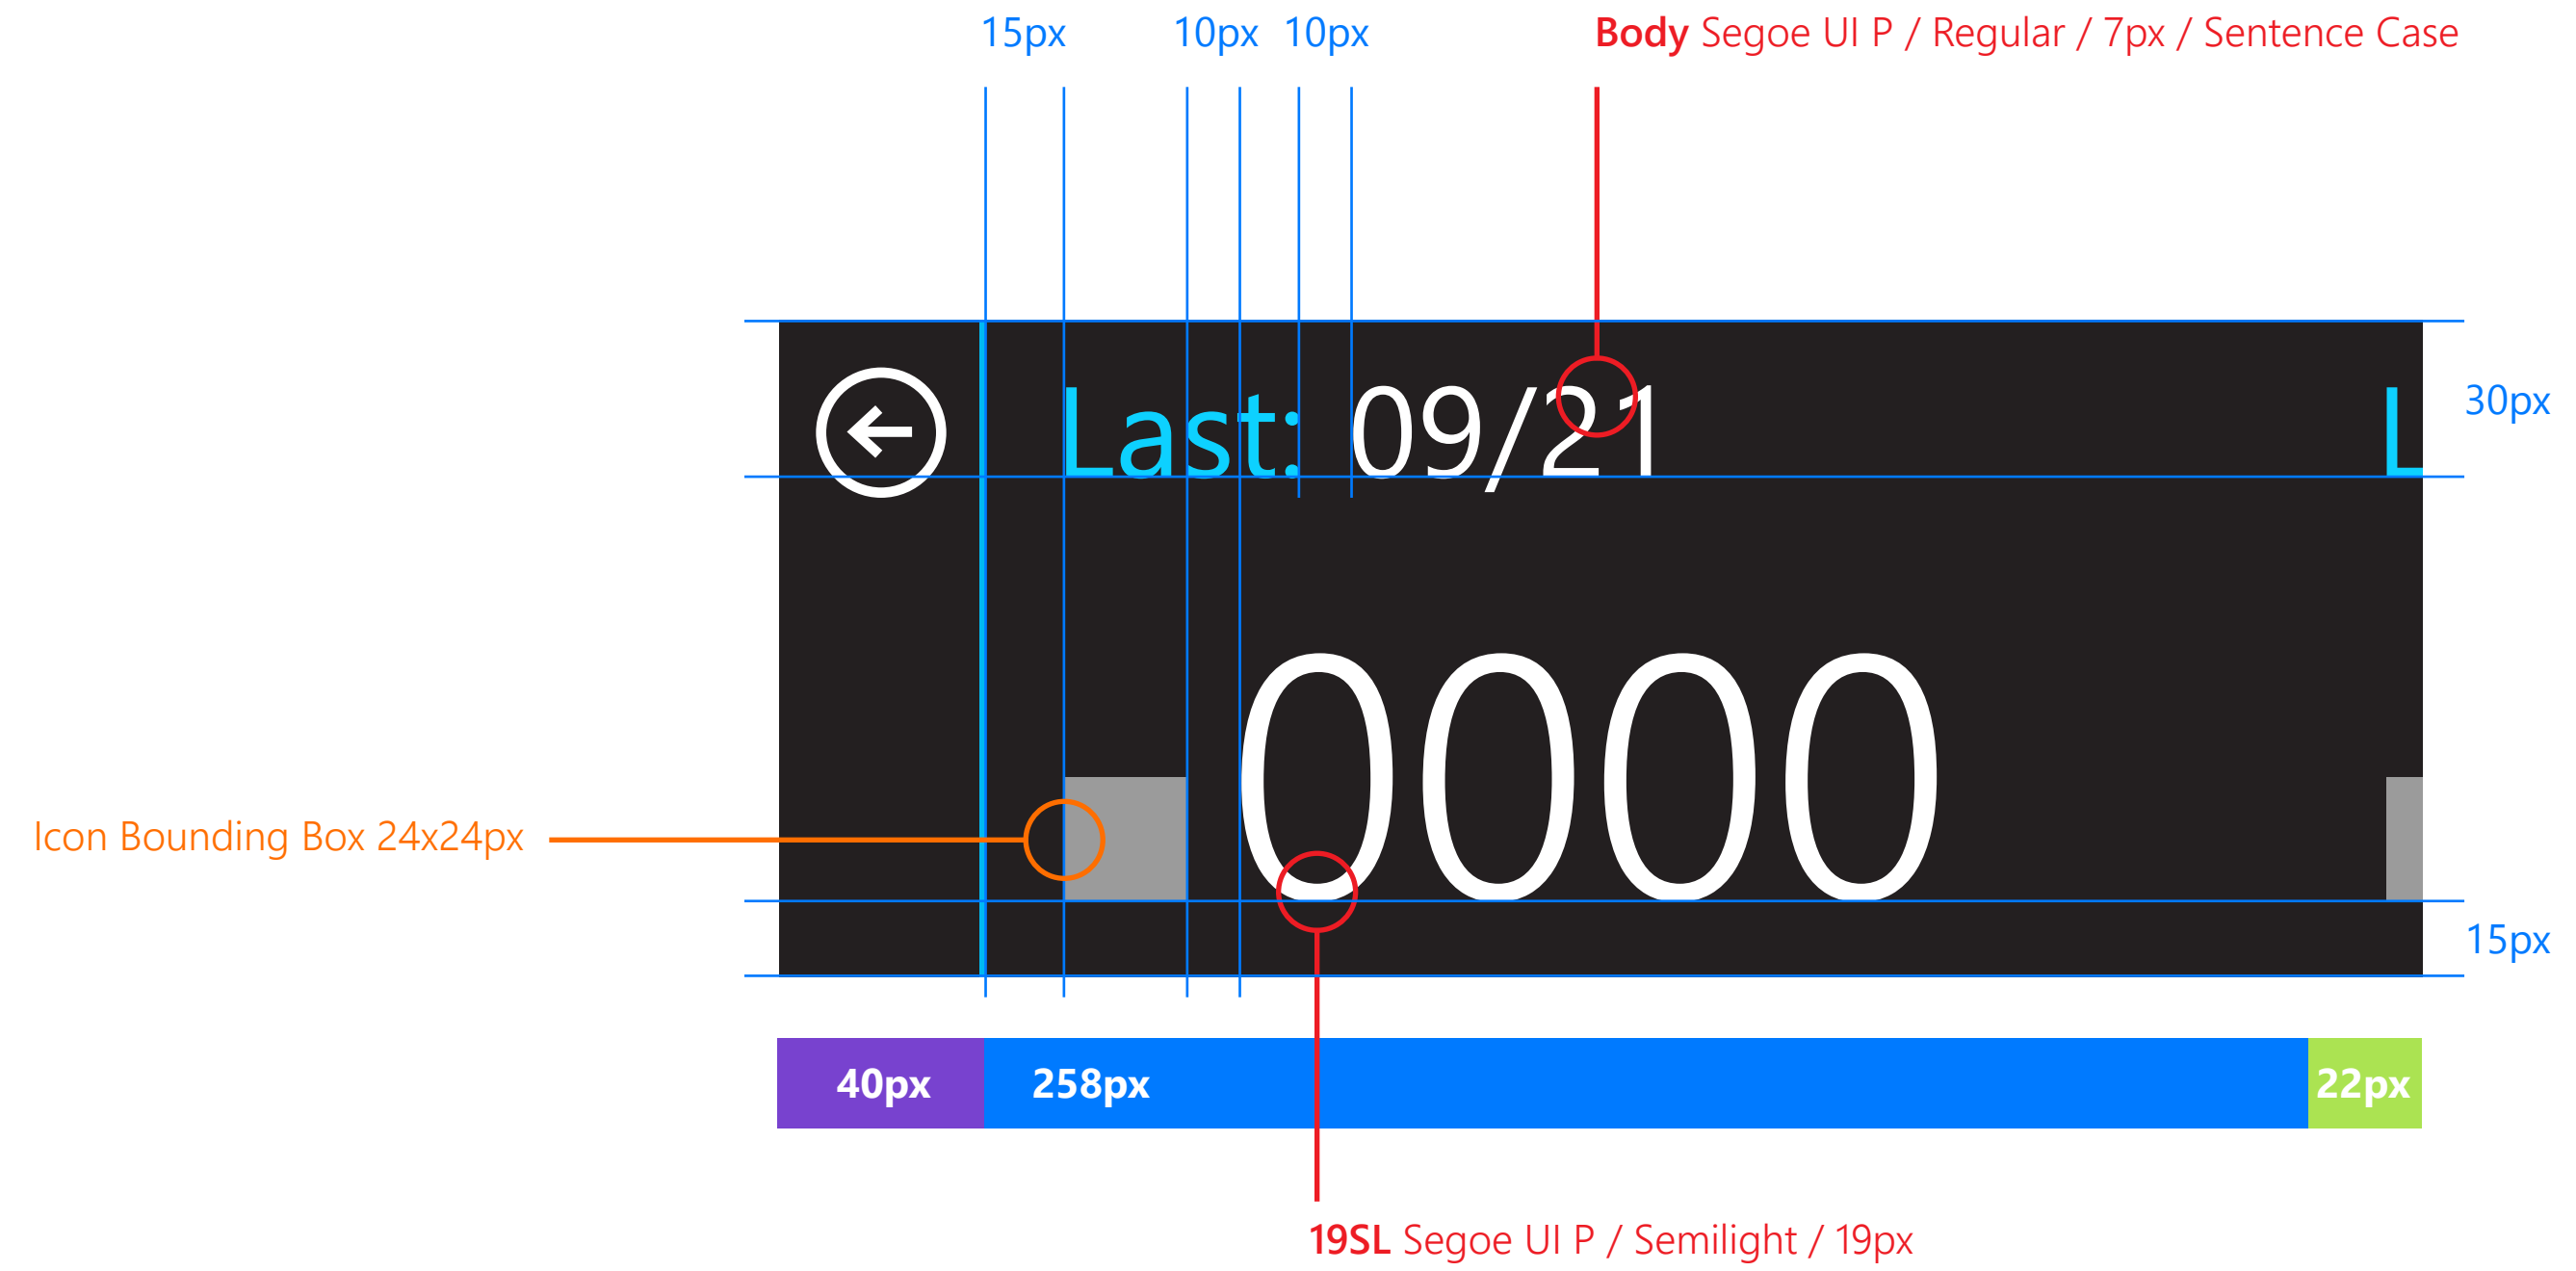 15px 10px 10px Body Segoe UI P / Regular / 7px / Sentence Case
Last: 09/21 L
30px
0000
Icon Bounding Box 24x24px
15px
40px 258px 22px
19SL Segoe UI P / Semilight / 19px